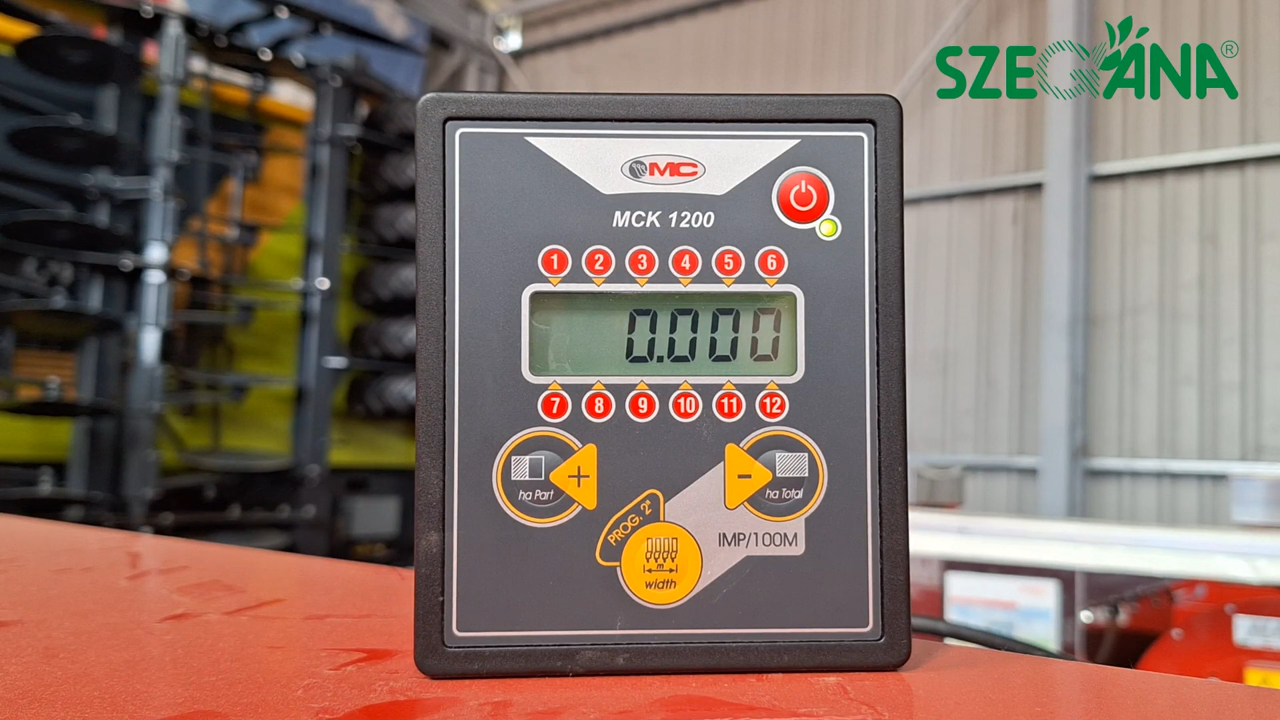 SZEGÁNA®
MC
MCK 1200
1 2 3 4 5 6
0.000
7 8 9 10 11 12
+ -
ha Part ha Total
PROG. 2"
IMP/100M
m
width